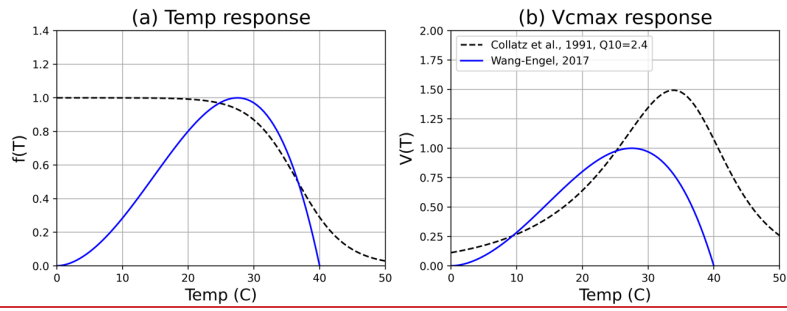 (a) Temp response
1.4
1.2
1.0
0.8
0.6
0.4
0.2
0.0
f(T)
0 10 20 30 40 50
Temp (C)
(b) Vcmax response
2.00
1.75
1.50
1.25
1.00
0.75
0.50
0.25
0.00
V(T)
Collatz et al., 1991, Q10=2.4
Wang-Engel, 2017
0 10 20 30 40 50
Temp (C)